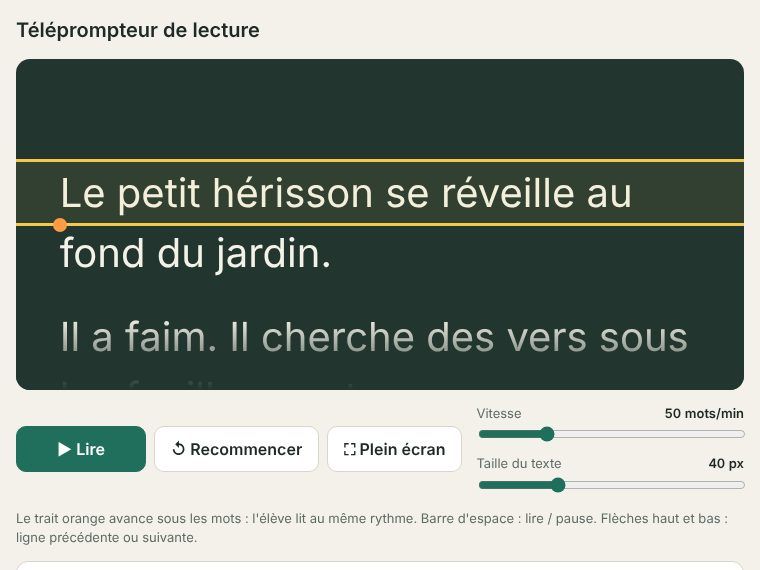 Téléprompteur de lecture
Le petit hérisson se réveille au
fond du jardin.
Il a faim. Il cherche des vers sous
Lire
Recommencer
Plein écran
Vitesse
50 mots/min
Taille du texte
40 px
Le trait orange avance sous les mots : l'élève lit au même rythme. Barre d'espace : lire / pause. Flèches haut et bas :
ligne précédente ou suivante.